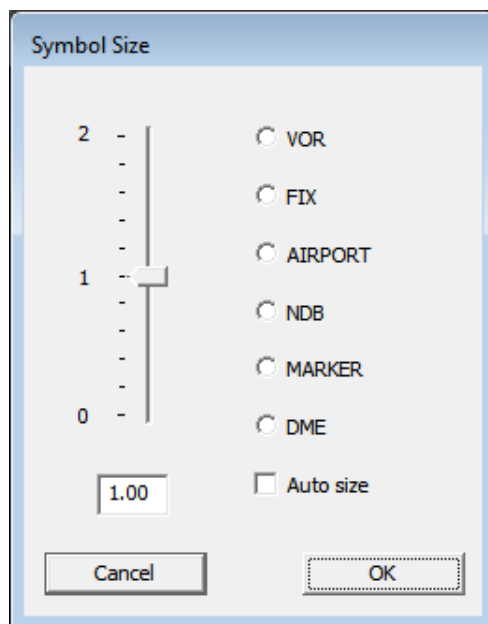 Symbol Size
2
1
0
1.00
VOR
FIX
AIRPORT
NDB
MARKER
DME
Auto size
Cancel
OK